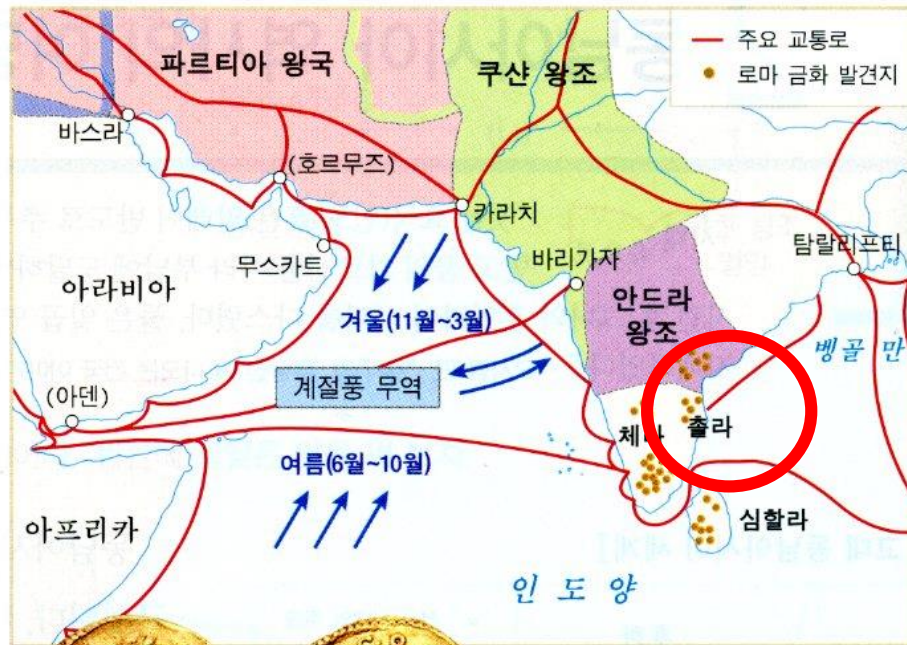 파르티아 왕국
쿠샨 왕조
주요 교통로
로마 금화 발견지
바스라
(호르무즈)
카라치
무스카트
바리가자
탈랄리프티
아라비아
안드라
왕조
겨울(11월~3월)
벵골 만
계절풍 무역
(아덴)
체라
촐라
여름(6월~10월)
아프리카
심할라
인도양